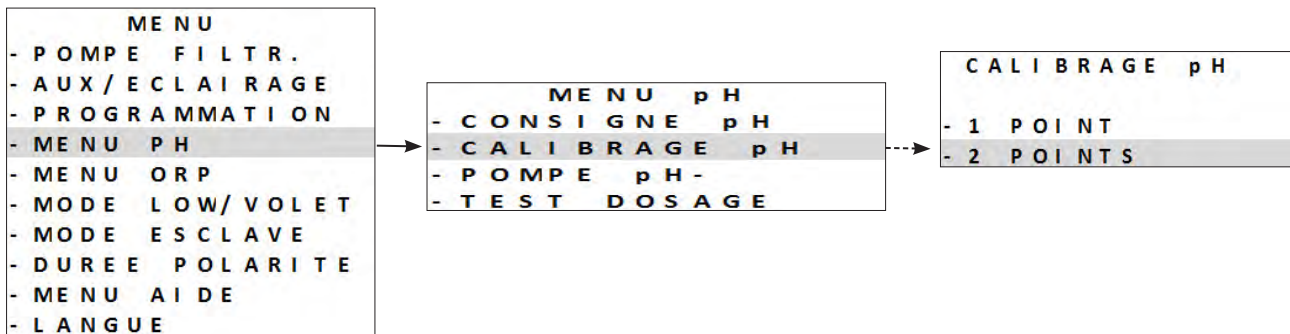 MENU
- POMPE FILTR.
- AUX/ECLAIRAGE
- PROGRAMMATION
- MENU PH
- MENU ORP
- MODE LOW/VOLET
- MODE ESCLAVE
- DUREE POLARITE
- MENU AIDE
- LANGUE
MENU pH
- CONSIGNE pH
- CALIBRAGE pH
- POMPE pH-
- TEST DOSAGE
CALIBRAGE pH
- 1 POINT
- 2 POINTS